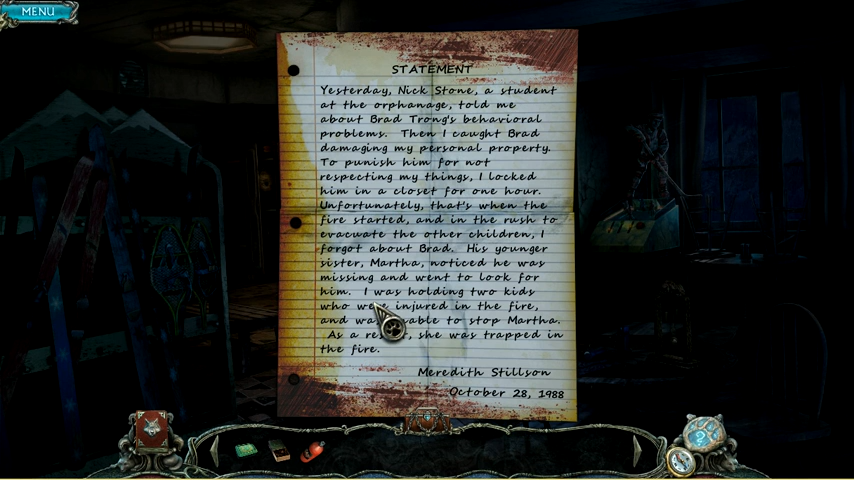 MENU
STATEMENT
Yesterday, Nick Stone, a student
at the orphanage, told me
about Brad Trong's behavioral
problems. Then I caught Brad
damaging my personal property.
To punish him for not
respecting my things, I locked
him in a closet for one hour.
Unfortunately, that's when the
fire started, and in the rush to
evacuate the other children, I
forgot about Brad. His younger
sister, Martha, noticed he was
missing and went to look for
him. I was holding two kids
who were injured in the fire,
and was unable to stop Martha.
As a result, she was trapped in
the fire.
Meredith Stillson
October 28, 1988